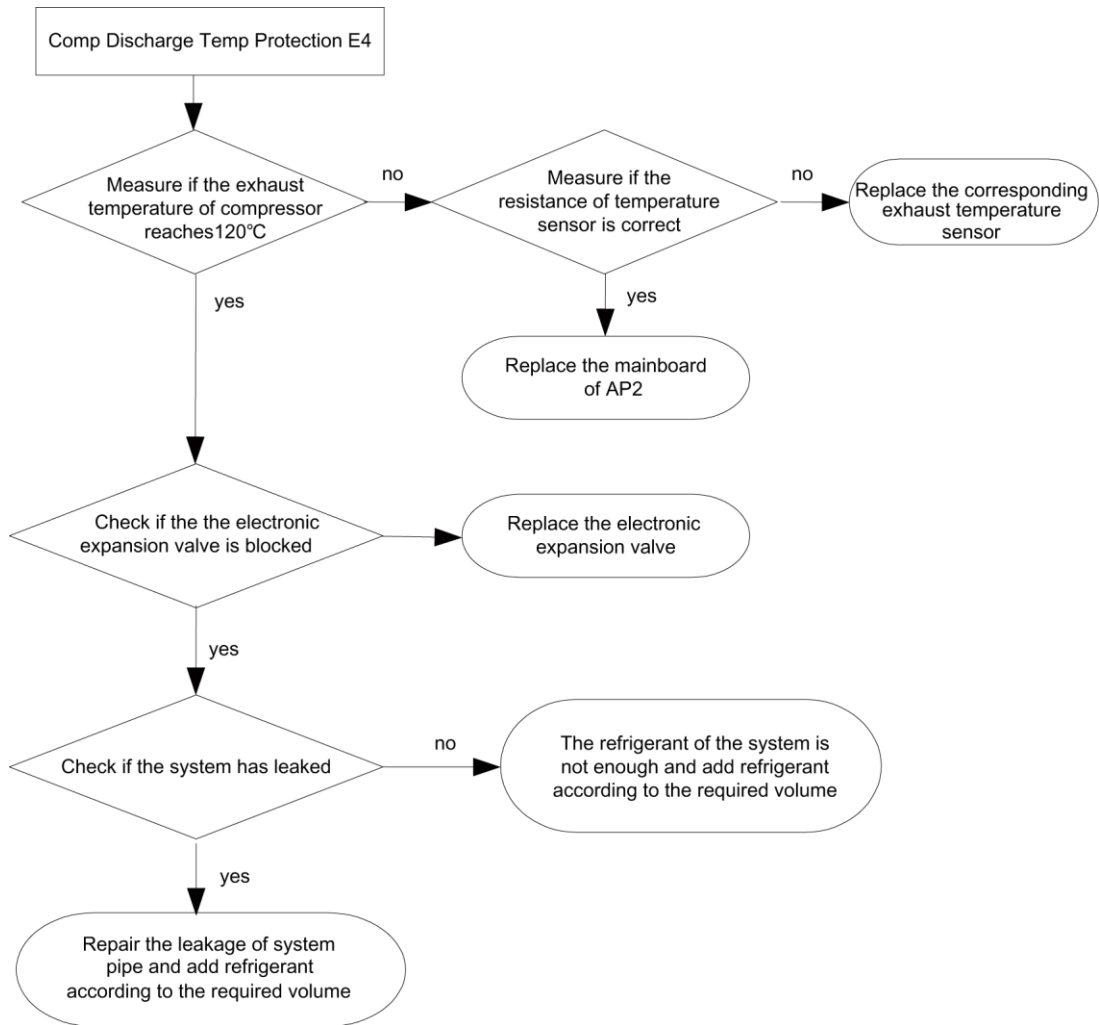 Comp Discharge Temp Protection E4
Measure if the exhaust
temperature of compressor
reaches120℃
no
Measure if the
resistance of temperature
sensor is correct
no
Replace the corresponding
exhaust temperature
sensor
yes
yes
Replace the mainboard
of AP2
Check if the the electronic
expansion valve is blocked
Replace the electronic
expansion valve
yes
Check if the system has leaked
no
The refrigerant of the system is
not enough and add refrigerant
according to the required volume
yes
Repair the leakage of system
pipe and add refrigerant
according to the required volume